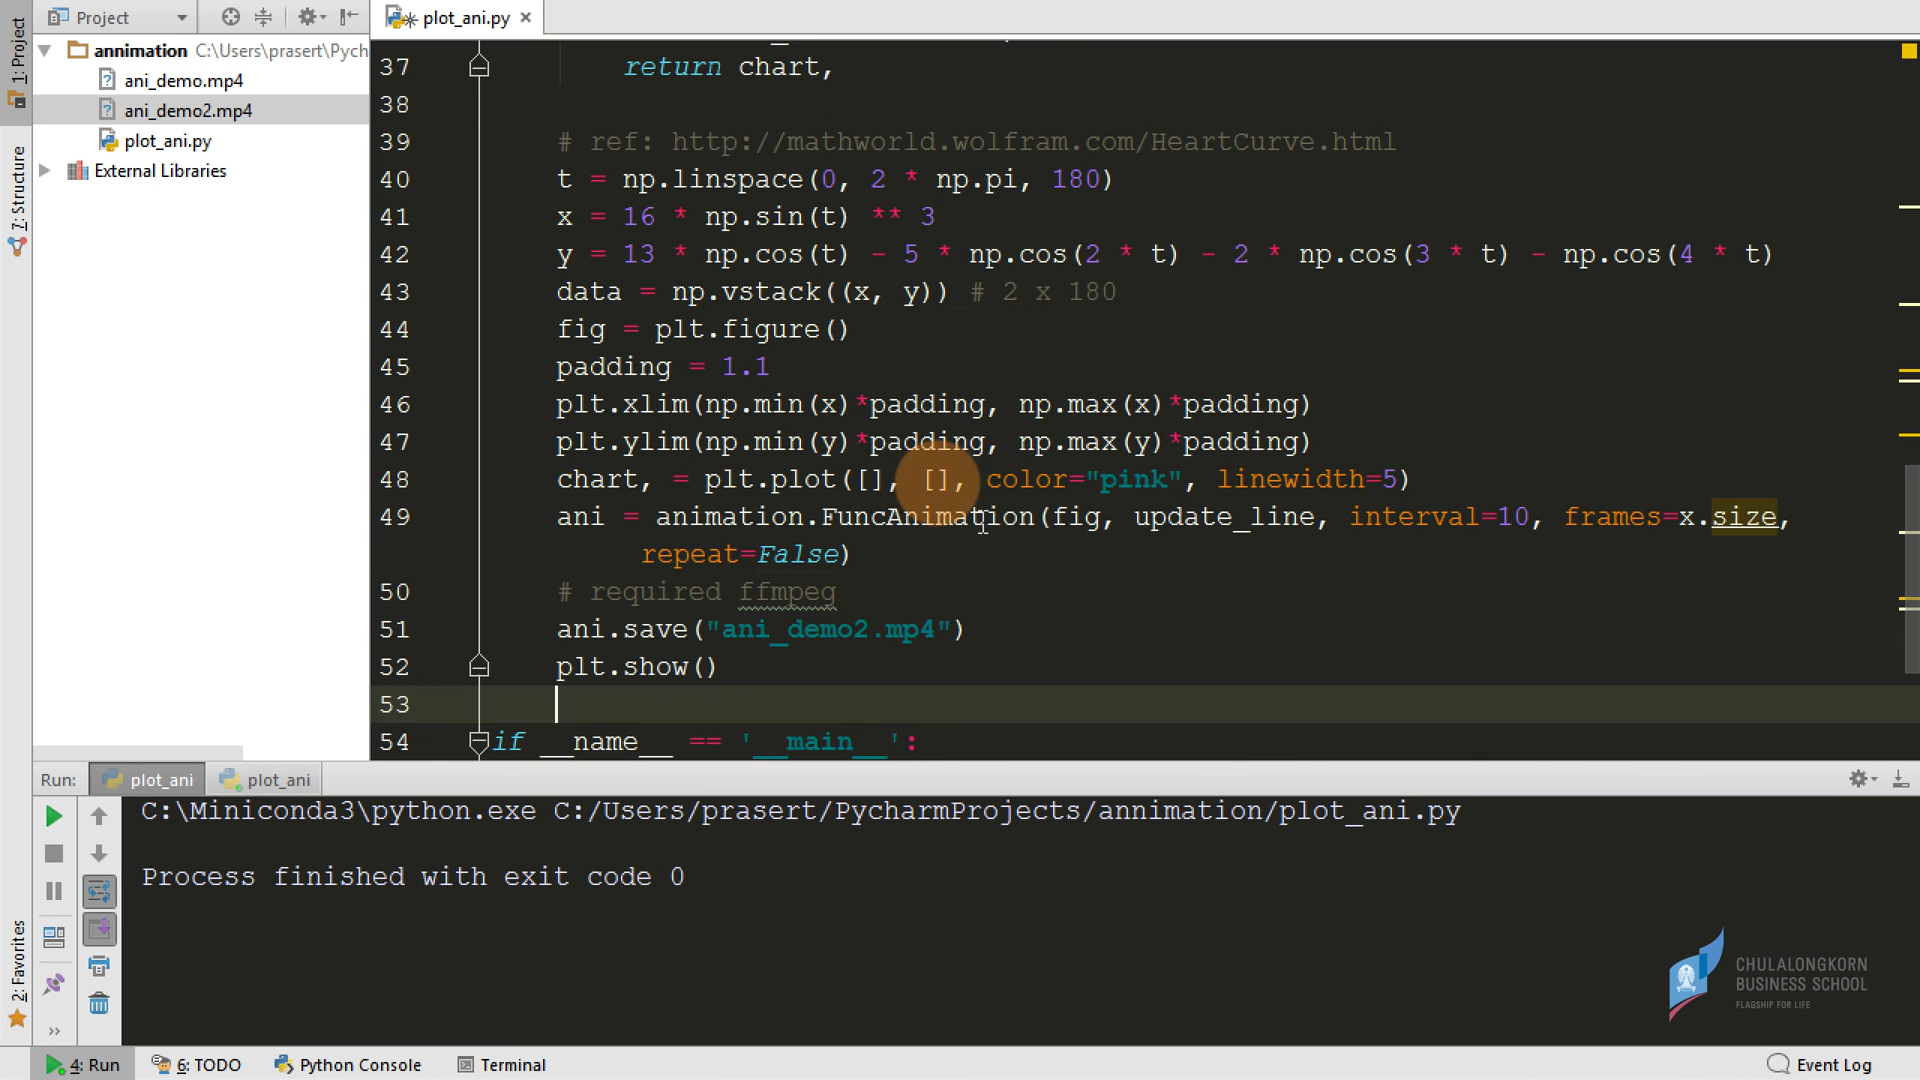 Project
plot_ani.py
1: Project
annimation C:\Users\prasert\Pych
ani_demo.mp4
ani_demo2.mp4
plot_ani.py
External Libraries
7: Structure
37 return chart,
38
39 # ref: http://mathworld.wolfram.com/HeartCurve.html
40 t = np.linspace(0, 2 * np.pi, 180)
41 x = 16 * np.sin(t) ** 3
42 y = 13 * np.cos(t) - 5 * np.cos(2 * t) - 2 * np.cos(3 * t) - np.cos(4 * t)
43 data = np.vstack((x, y)) # 2 x 180
44 fig = plt.figure()
45 padding = 1.1
46 plt.xlim(np.min(x)*padding, np.max(x)*padding)
47 plt.ylim(np.min(y)*padding, np.max(y)*padding)
48 chart, = plt.plot([], [], color="pink", linewidth=5)
49 ani = animation.FuncAnimation(fig, update_line, interval=10, frames=x.size,
repeat=False)
50 # required ffmpeg
51 ani.save("ani_demo2.mp4")
52 plt.show()
53
54 if __name__ == '__main__':
Run: plot_ani plot_ani
C:\Miniconda3\python.exe C:/Users/prasert/PycharmProjects/annimation/plot_ani.py
Process finished with exit code 0
2: Favorites
CHULALONGKORN
BUSINESS SCHOOL
FLAGSHIP FOR LIFE
4: Run 6: TODO Python Console Terminal Event Log